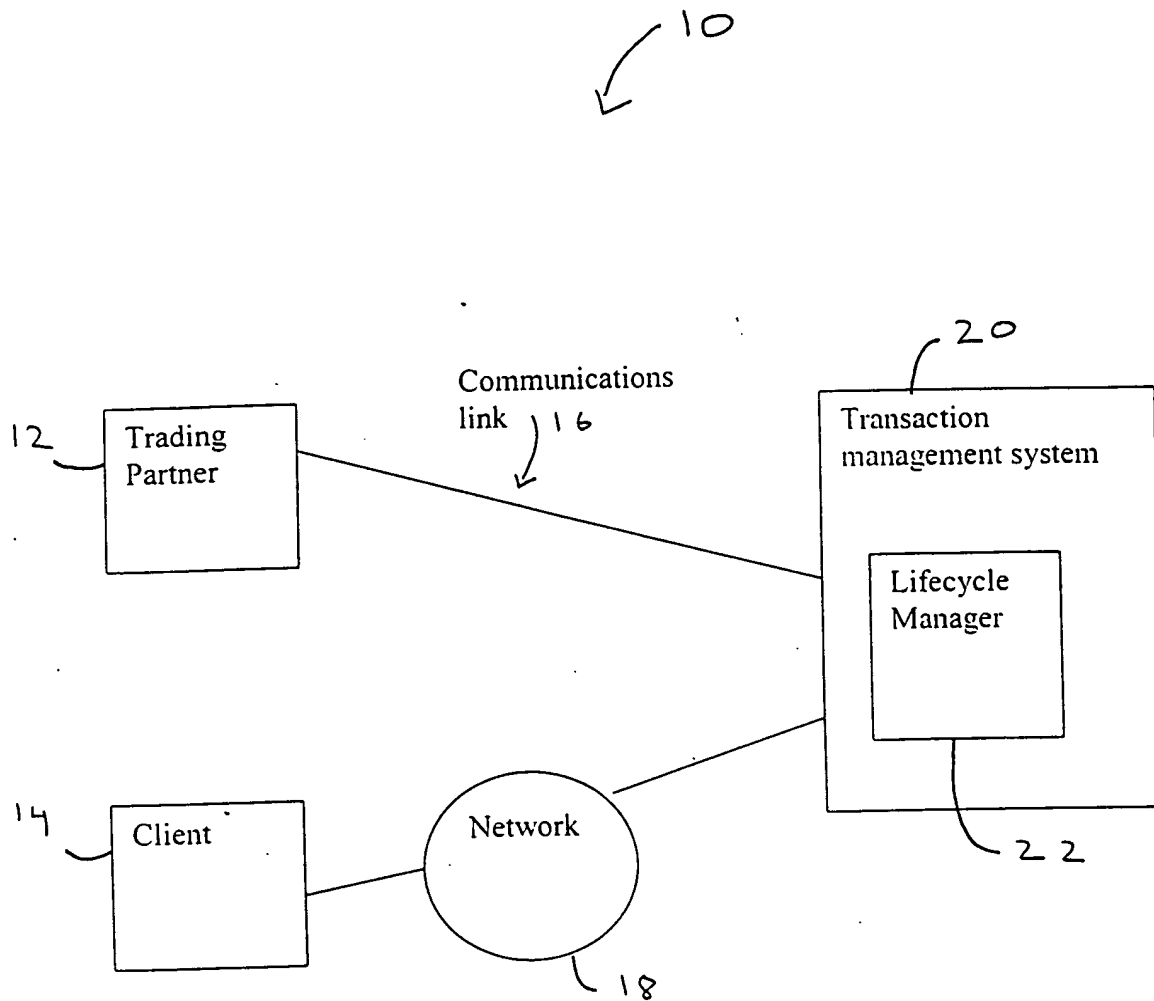 10
20
Communications
link 16
12
Trading
Partner
Transaction
management system
Lifecycle
Manager
14
Client
Network
22
18